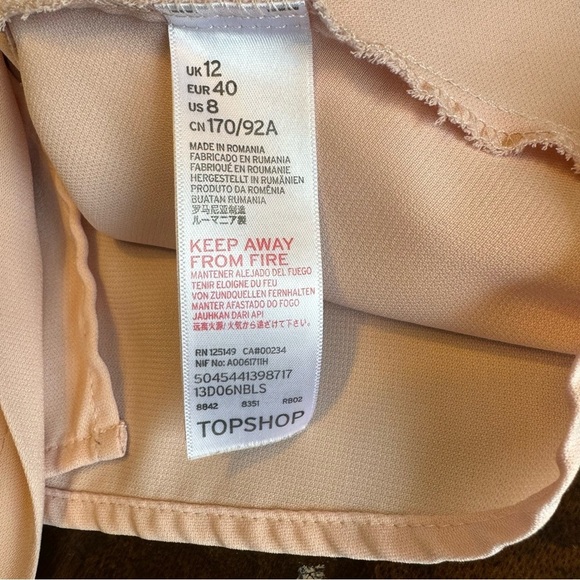 UK 12
EUR 40
US 8
CN 170/92A
MADE IN ROMANIA
FABRICADO EN RUMANIA
FABRIQUÉ EN ROUMANIE
HERGESTELLT IN RUMÄNIEN
PRODUTO DA ROMÊNIA
BUATAN RUMANIA
罗马尼亚制造
ルーマニア製
KEEP AWAY
FROM FIRE
MANTENER ALEJADO DEL FUEGO
TENIR ELOIGNE DU FEU
VON ZUNDQUELLEN FERNHALTEN
MANTER AFASTADO DO FOGO
JAUHKAN DARI API
远离火源/火気から遠ざけて下さい。
RN 125149 CA#00234
NIF No: A0061711H
5045441398717
13D06NBLS
8842 8351 RB02
TOPSHOP